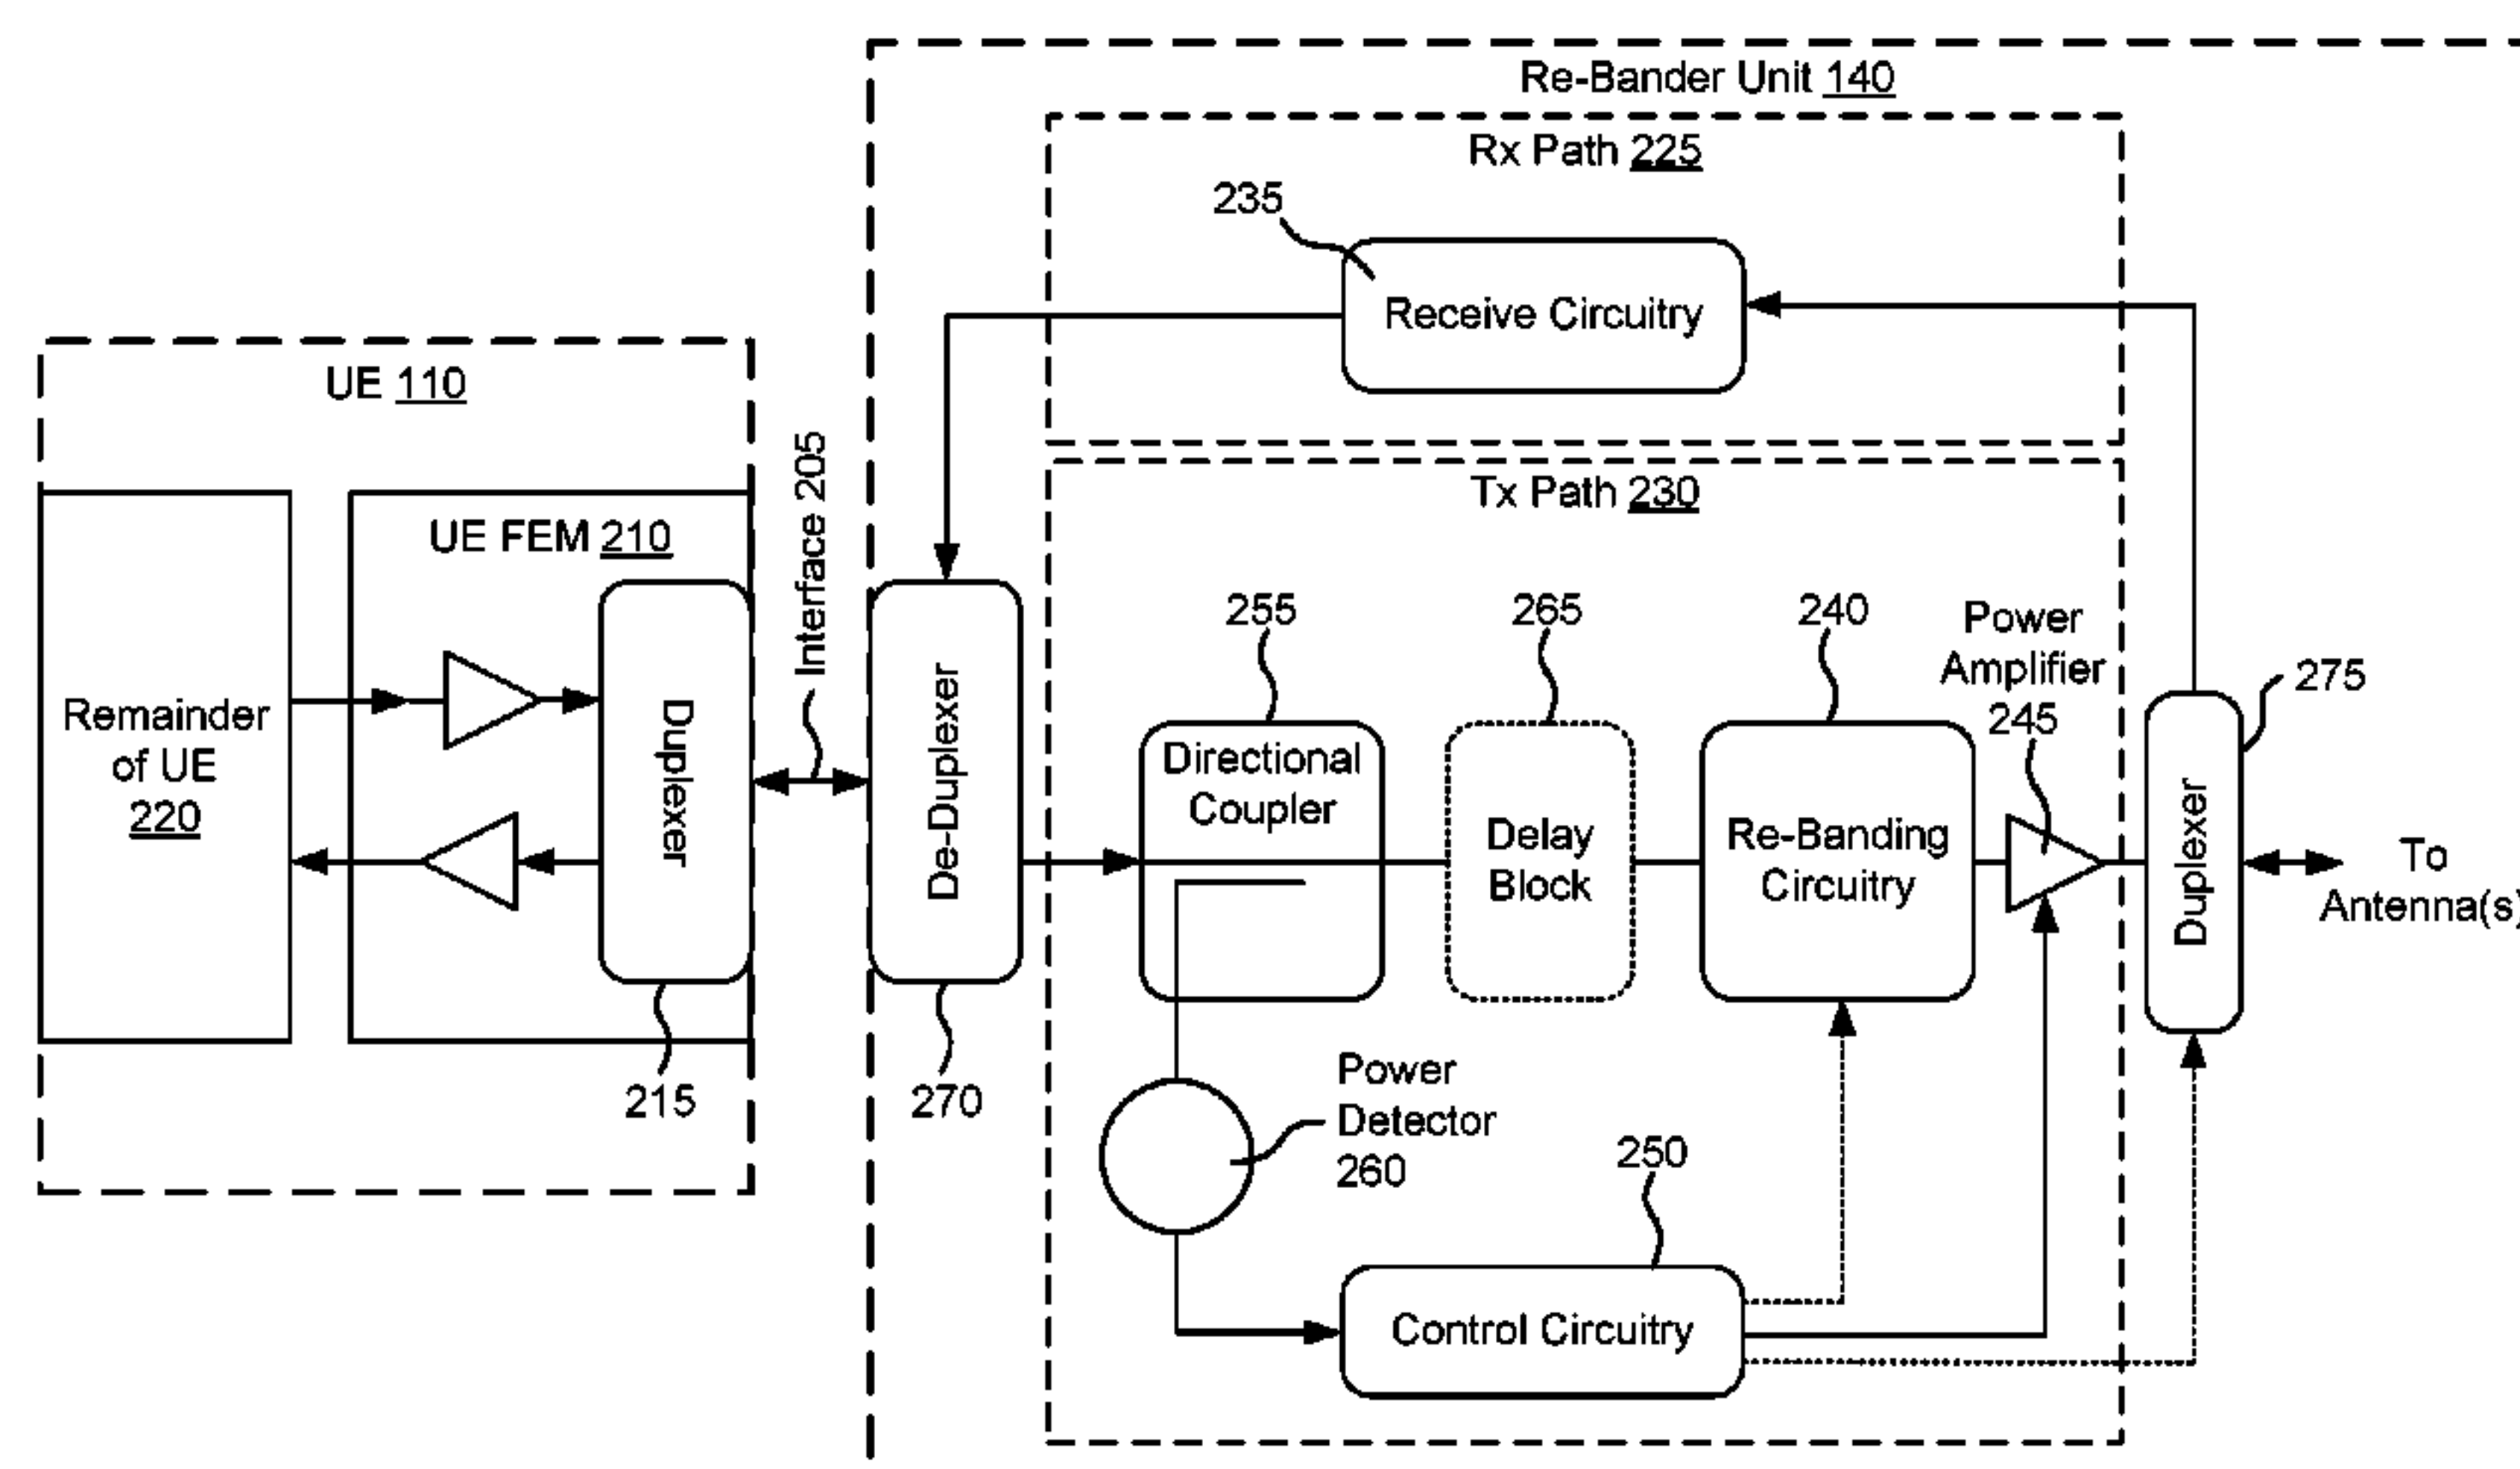 Re-Bander Unit 140
Rx Path 225
235
Receive Circuitry
UE 110
Interface 205
Tx Path 230
UE FEM 210
Remainder
of UE
220
Duplexer
215
De-Duplexer
270
255
Directional
Coupler
265
Delay
Block
240
Re-Banding
Circuitry
Power
Amplifier
245
275
Duplexer
To
Antenna(s)
Power
Detector
260
250
Control Circuitry